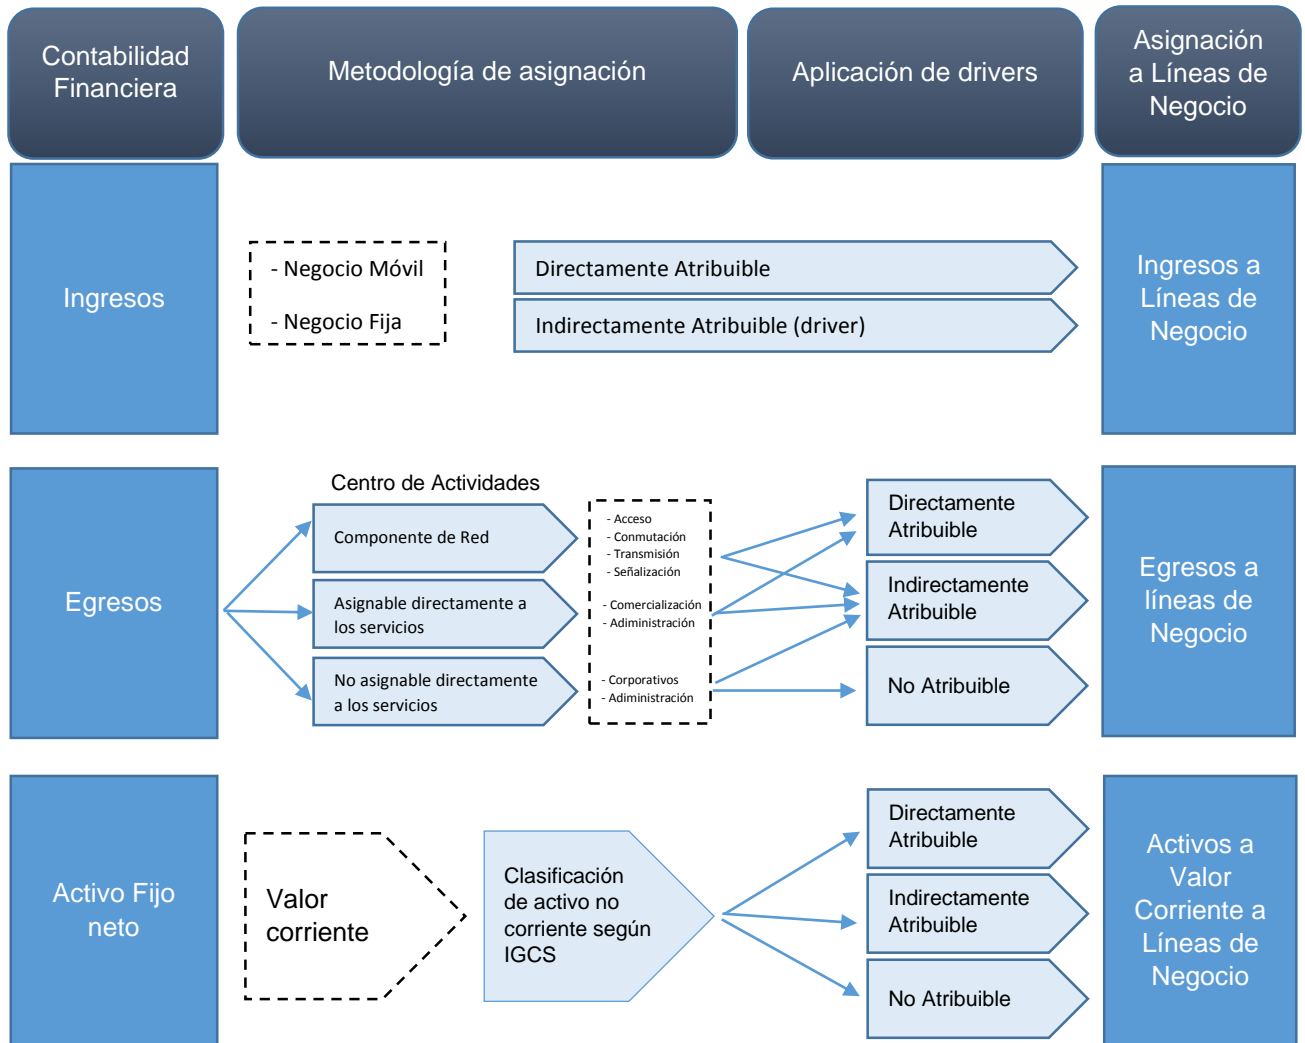 Contabilidad
Financiera
Metodología de asignación
Aplicación de drivers
Asignación
a Líneas de
Negocio
Ingresos
- Negocio Móvil
- Negocio Fija
Directamente Atribuible
Indirectamente Atribuible (driver)
Ingresos a
Líneas de
Negocio
Egresos
Centro de Actividades
Componente de Red
Asignable directamente a
los servicios
No asignable directamente
a los servicios
- Acceso
- Conmutación
- Transmisión
- Señalización
- Comercialización
- Adiministración
- Corporativos
- Adiministración
Directamente
Atribuible
Indirectamente
Atribuible
No Atribuible
Egresos a
líneas de
Negocio
Activo Fijo
neto
Valor
corriente
Clasificación
de activo no
corriente según
IGCS
Directamente
Atribuible
Indirectamente
Atribuible
No Atribuible
Activos a
Valor
Corriente a
Líneas de
Negocio